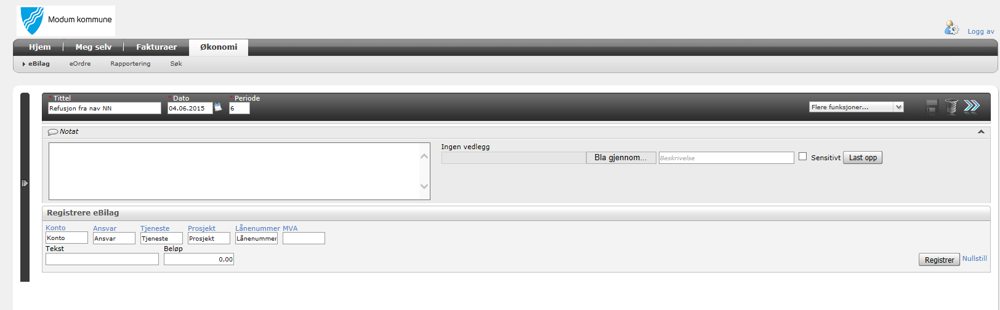 Modum kommune
Logg av
Hjem Meg selv Fakturaer Økonomi
eBilag eOrdre Rapportering Søk
* Tittel * Dato * Periode
Refusjon fra nav NN 04.06.2015 6
Flere funksjoner...
Notat
Ingen vedlegg
Bla gjennom... Beskrivelse Sensitivt Last opp
Registrere eBilag
Konto Ansvar Tjeneste Prosjekt Lånenummer MVA
Konto Ansvar Tjeneste Prosjekt Lånenummer
Tekst Beløp
0,00
Registrer Nullstill